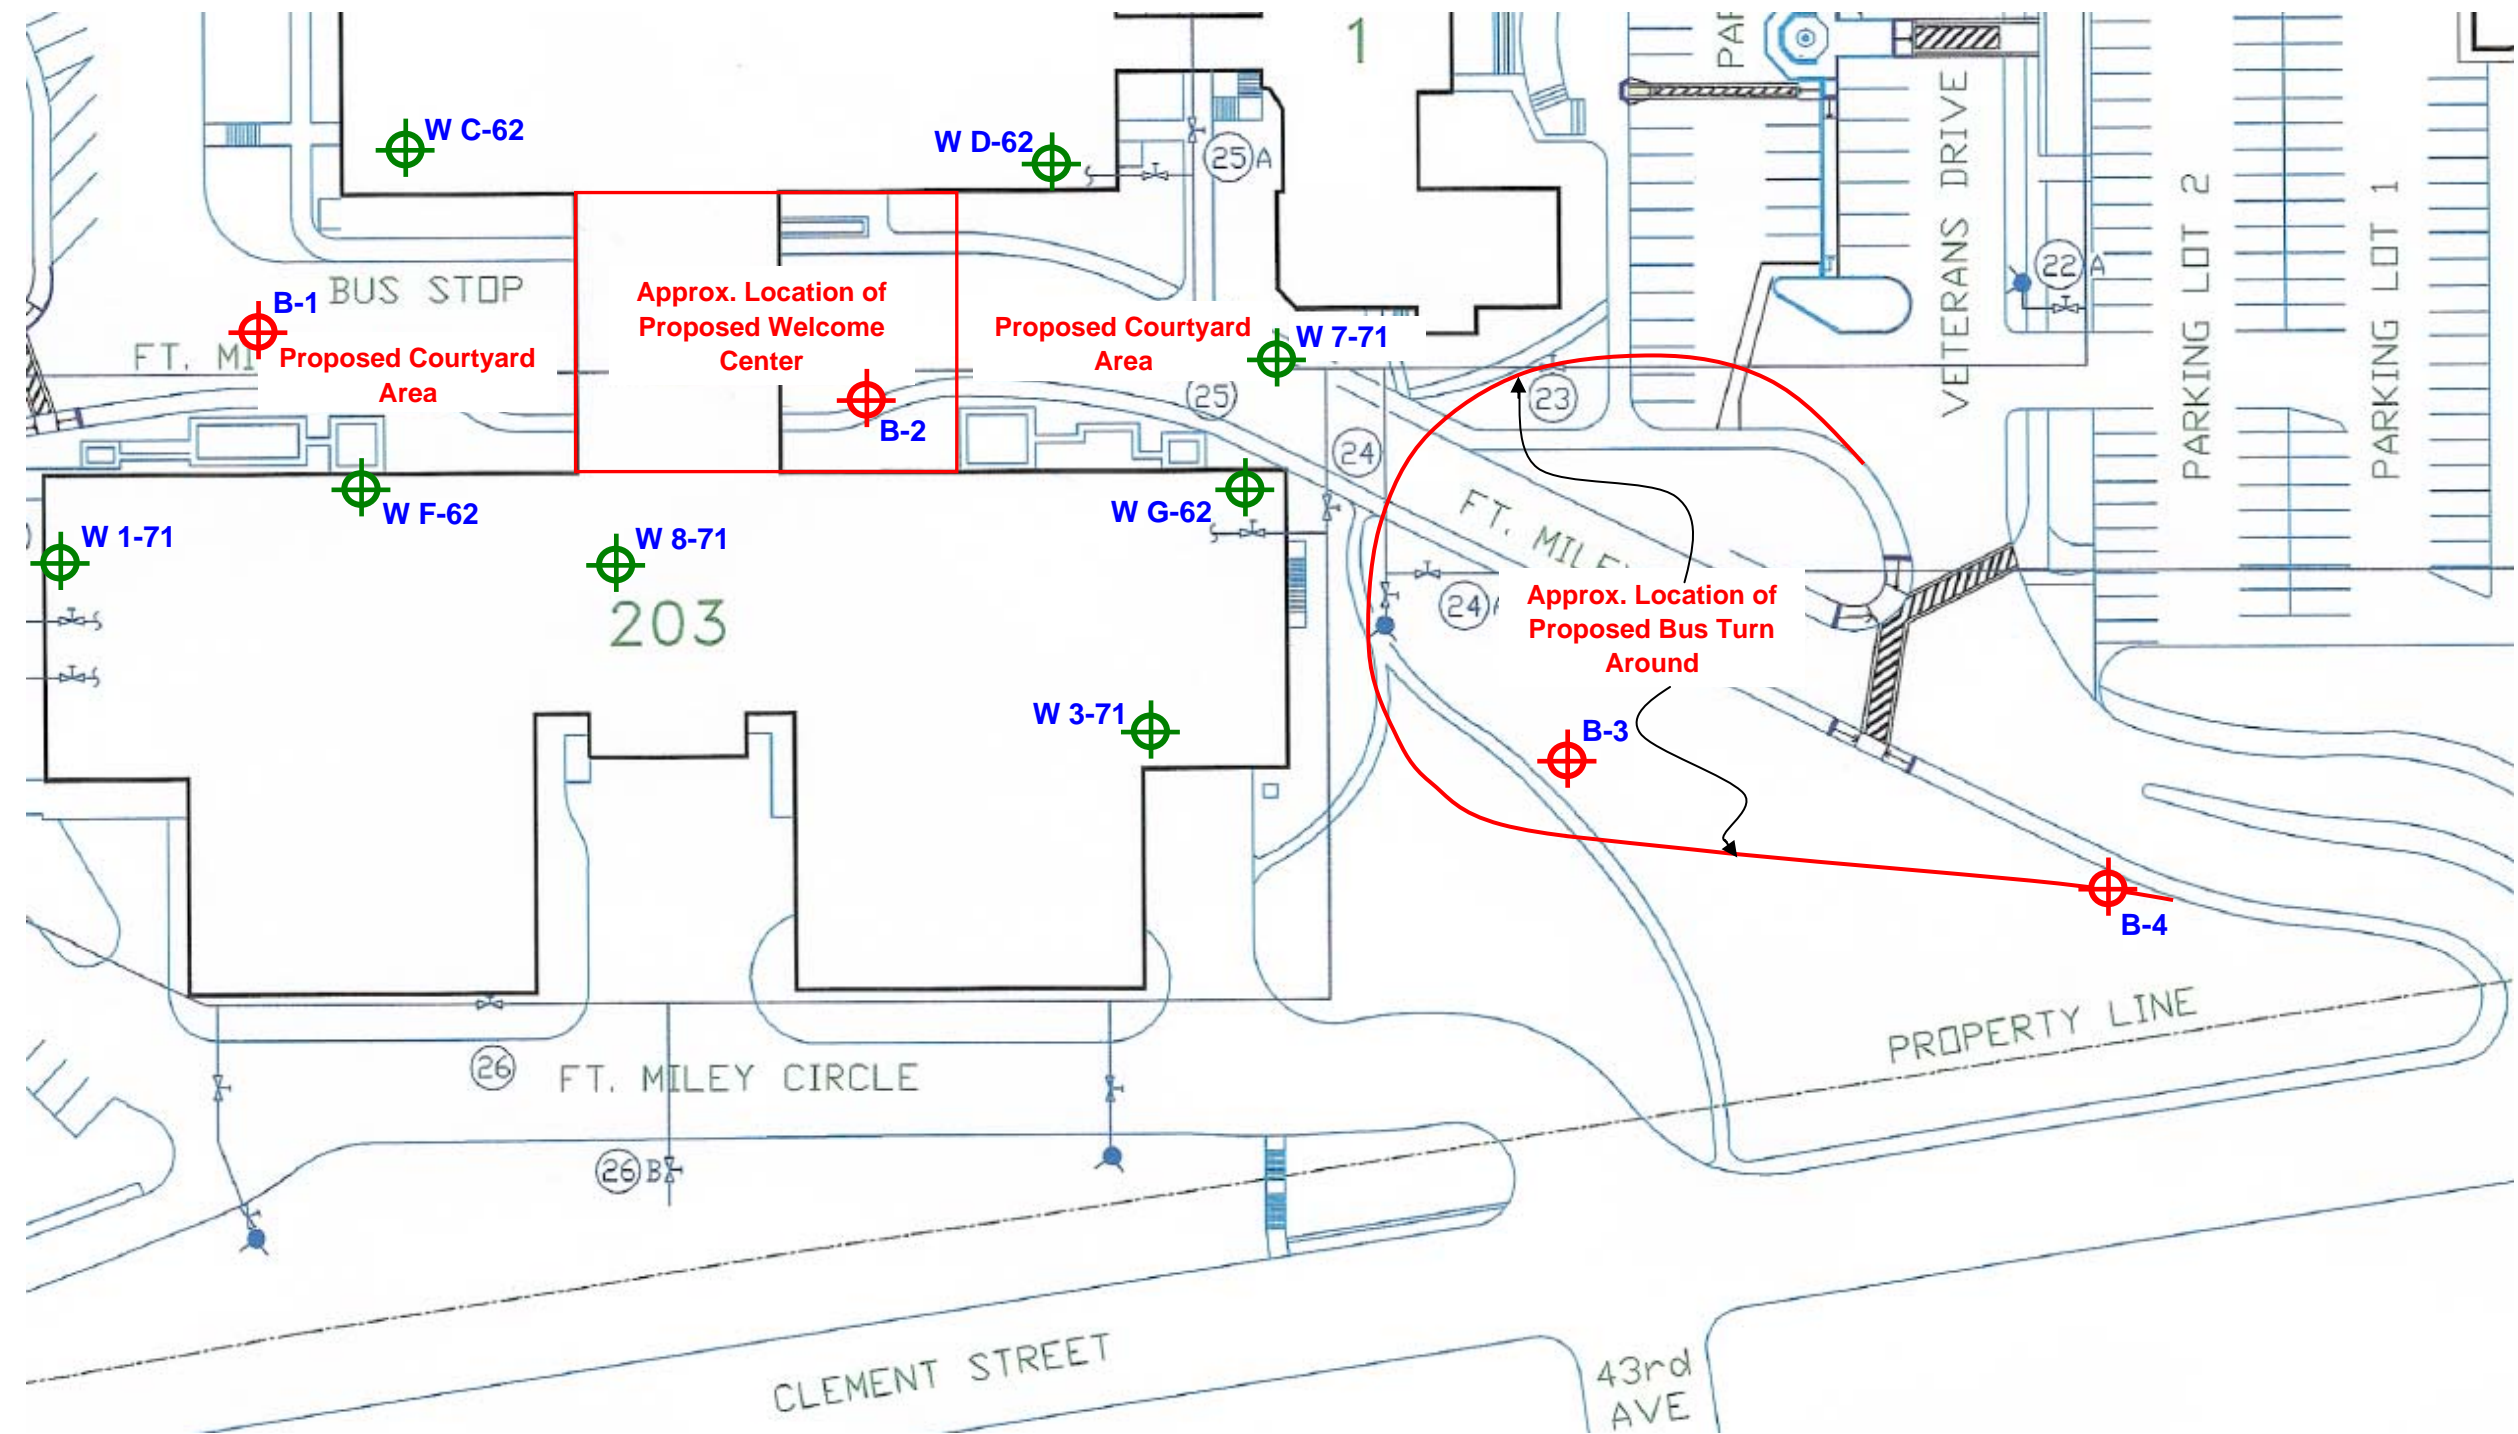 1
PAR
W C-62
W D-62
25 A
VETERANS DRIVE
PARKING LOT 2
PARKING LOT 1
22 A
BUS STOP
B-1
FT. MI
Proposed Courtyard
Area
Approx. Location of
Proposed Welcome
Center
Proposed Courtyard
Area
W 7-71
B-2
25
23
24
W F-62
W G-62
W 1-71
W 8-71
203
FT. MILEY
24A
Approx. Location of
Proposed Bus Turn
Around
W 3-71
B-3
B-4
PROPERTY LINE
26
FT. MILEY CIRCLE
26 B
CLEMENT STREET
43rd
AVE